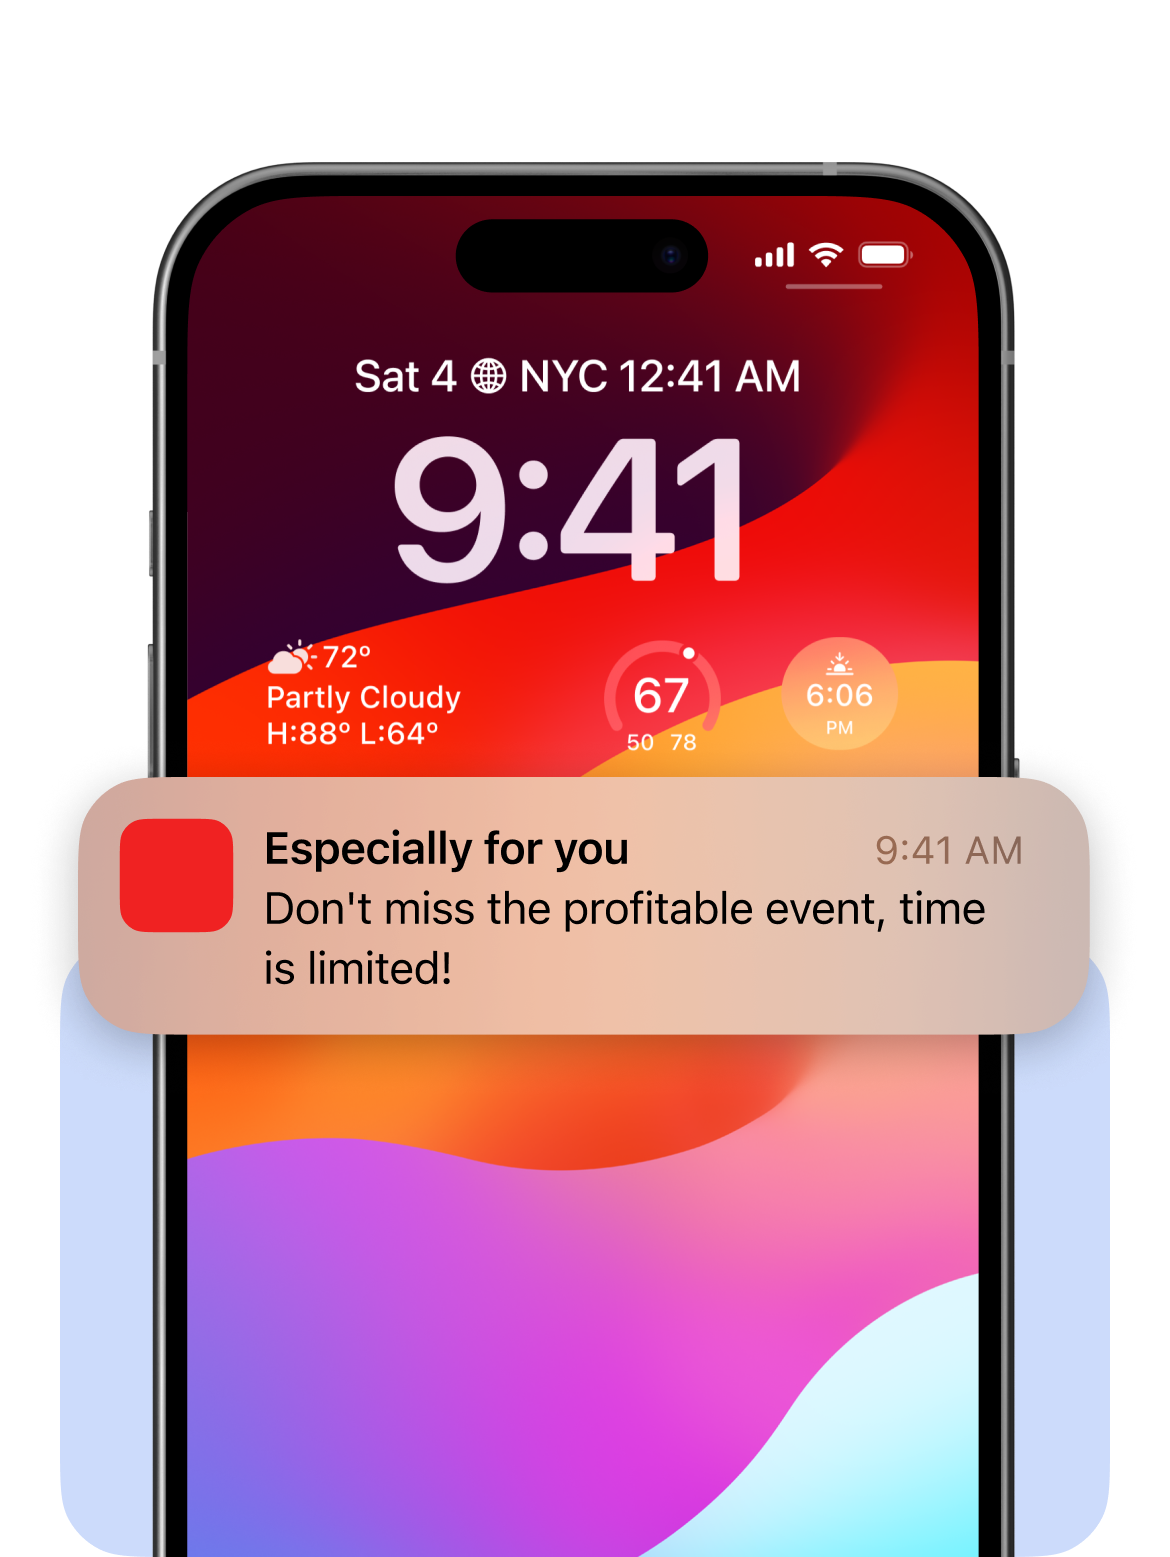 Sat 4 NYC 12:41 AM
9:41
72°
Partly Cloudy
H:88° L:64°
67
50 78
6:06
PM
Especially for you 9:41 AM
Don't miss the profitable event, time
is limited!